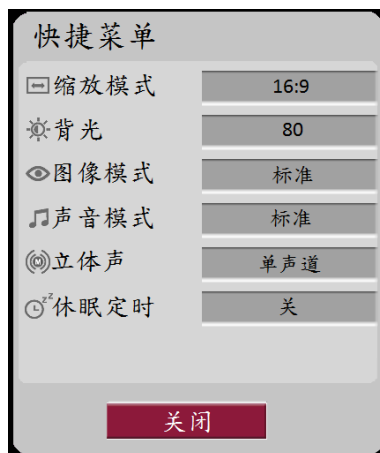 快捷菜单
缩放模式 16:9
背光 80
图像模式 标准
声音模式 标准
立体声 单声道
休眠定时 关
关闭